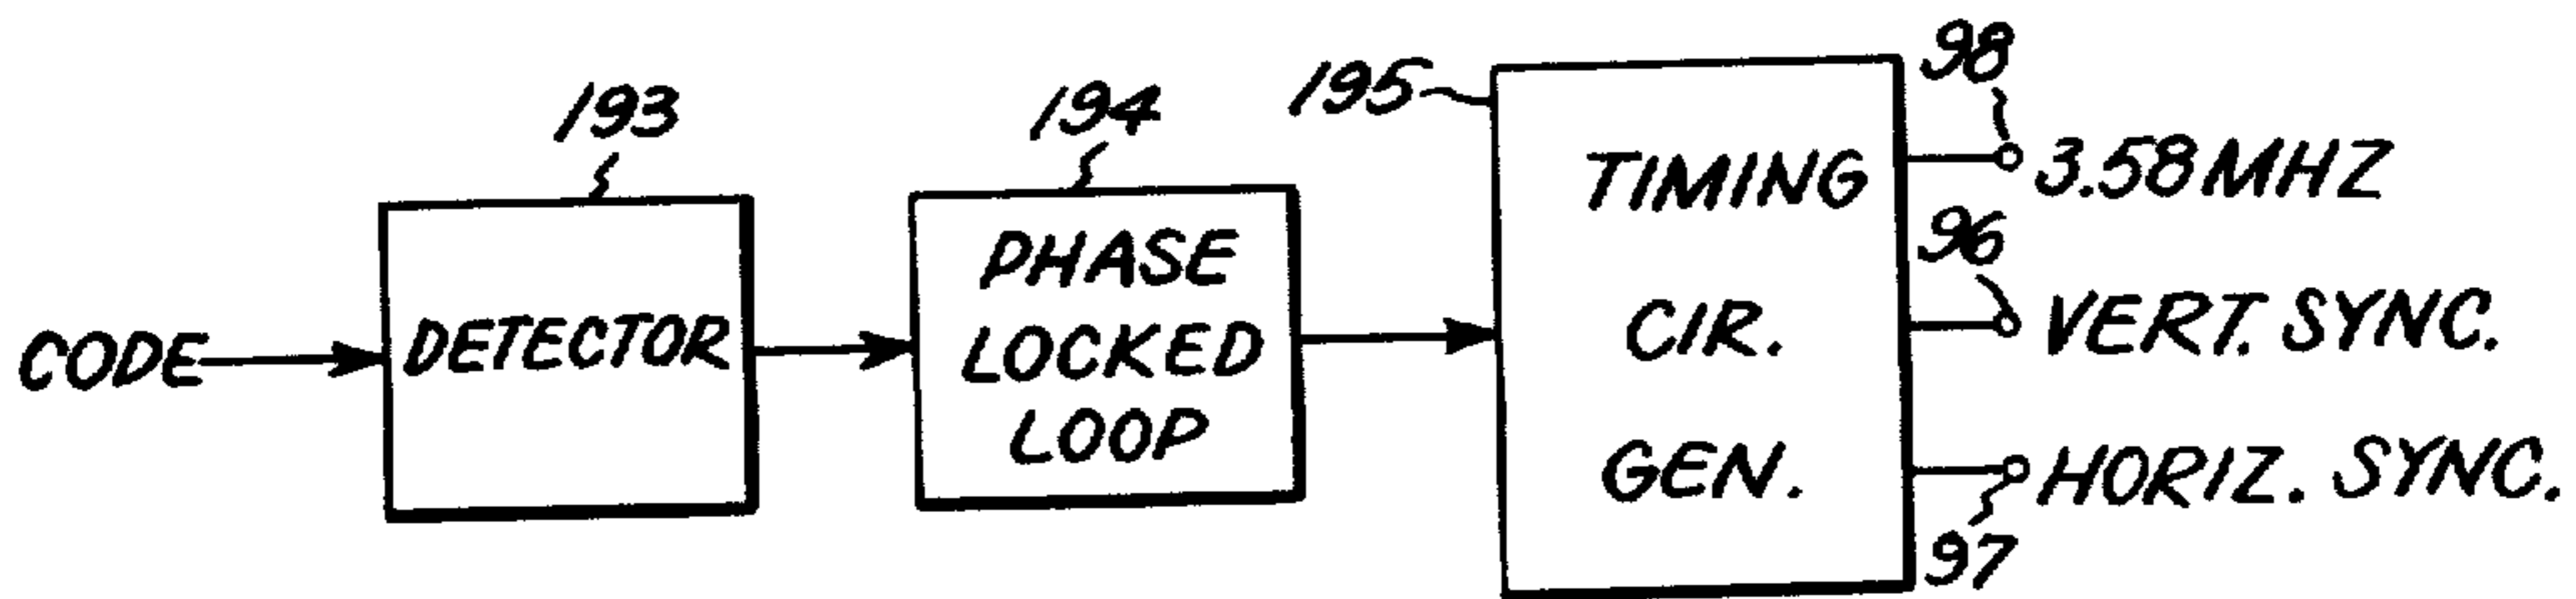 CODE
193
DETECTOR
194
PHASE
LOCKED
LOOP
195
TIMING
CIR.
GEN.
98
3.58 MHZ
96
VERT. SYNC.
HORIZ. SYNC.
97